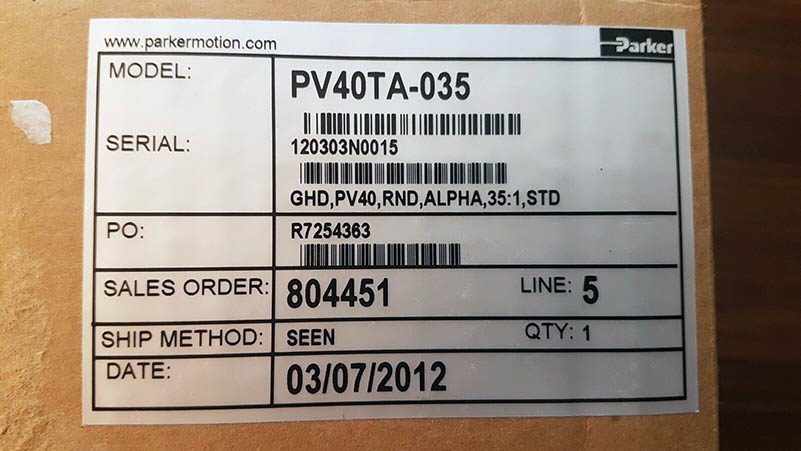 www.parkermotion.com
Parker
MODEL: PV40TA-035
SERIAL: 120303N0015
GHD,PV40,RND,ALPHA,35:1,STD
PO: R7254363
SALES ORDER: 804451 LINE: 5
SHIP METHOD: SEEN QTY: 1
DATE: 03/07/2012